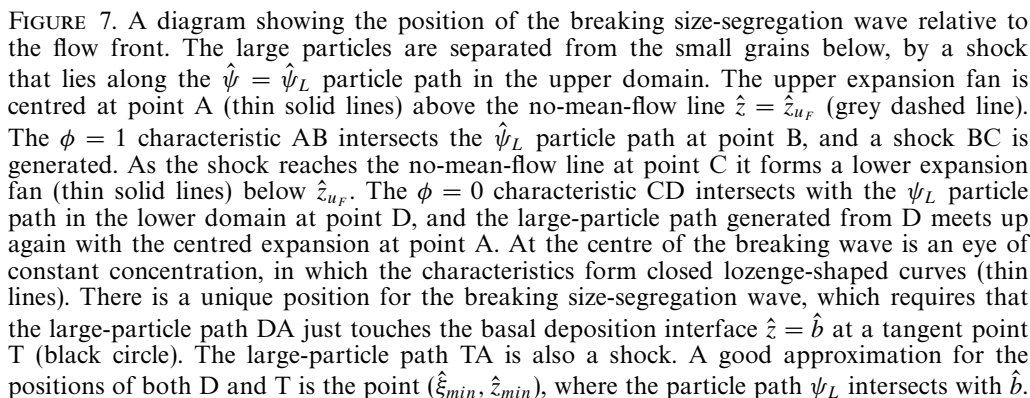 FIGURE 7. A diagram showing the position of the breaking size-segregation wave relative to
the flow front. The large particles are separated from the small grains below, by a shock
that lies along the ψ̂ = ψ̂_L particle path in the upper domain. The upper expansion fan is
centred at point A (thin solid lines) above the no-mean-flow line ẑ = ẑ_{u_F} (grey dashed line).
The ϕ = 1 characteristic AB intersects the ψ̂_L particle path at point B, and a shock BC is
generated. As the shock reaches the no-mean-flow line at point C it forms a lower expansion
fan (thin solid lines) below ẑ_{u_F}. The ϕ = 0 characteristic CD intersects with the ψ_L particle
path in the lower domain at point D, and the large-particle path generated from D meets up
again with the centred expansion at point A. At the centre of the breaking wave is an eye of
constant concentration, in which the characteristics form closed lozenge-shaped curves (thin
lines). There is a unique position for the breaking size-segregation wave, which requires that
the large-particle path DA just touches the basal deposition interface ẑ = b̂ at a tangent point
T (black circle). The large-particle path TA is also a shock. A good approximation for the
positions of both D and T is the point (ξ̂_{min}, ẑ_{min}), where the particle path ψ_L intersects with b̂.